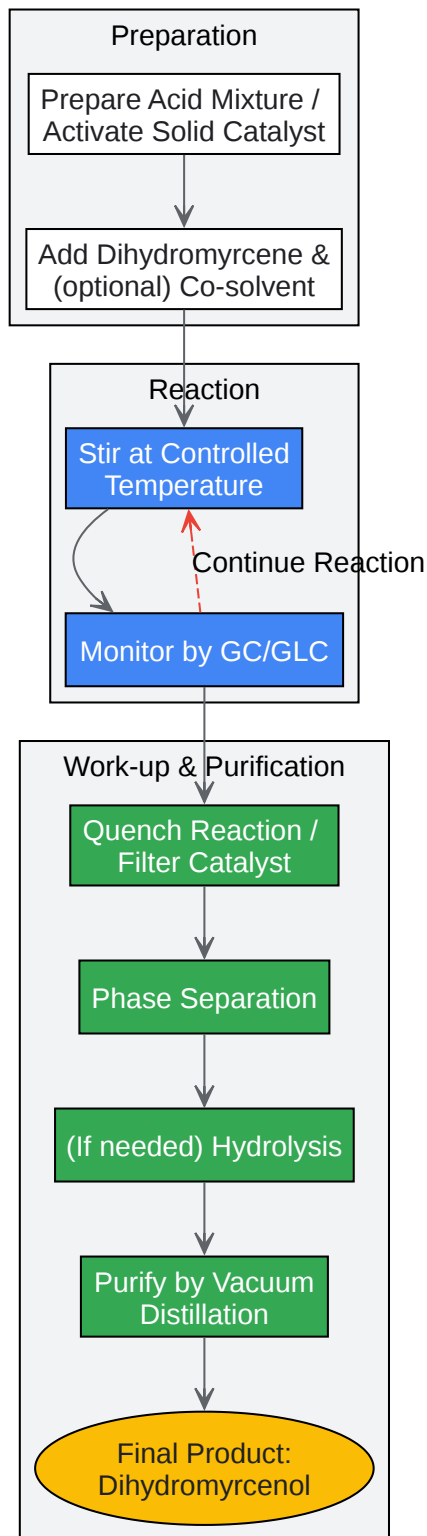 Preparation
Prepare Acid Mixture /
Activate Solid Catalyst
Add Dihydromyrcene &
(optional) Co-solvent
Reaction
Stir at Controlled
Temperature
Continue Reaction
Monitor by GC/GLC
Work-up & Purification
Quench Reaction /
Filter Catalyst
Phase Separation
(If needed) Hydrolysis
Purify by Vacuum
Distillation
Final Product:
Dihydromyrcenol